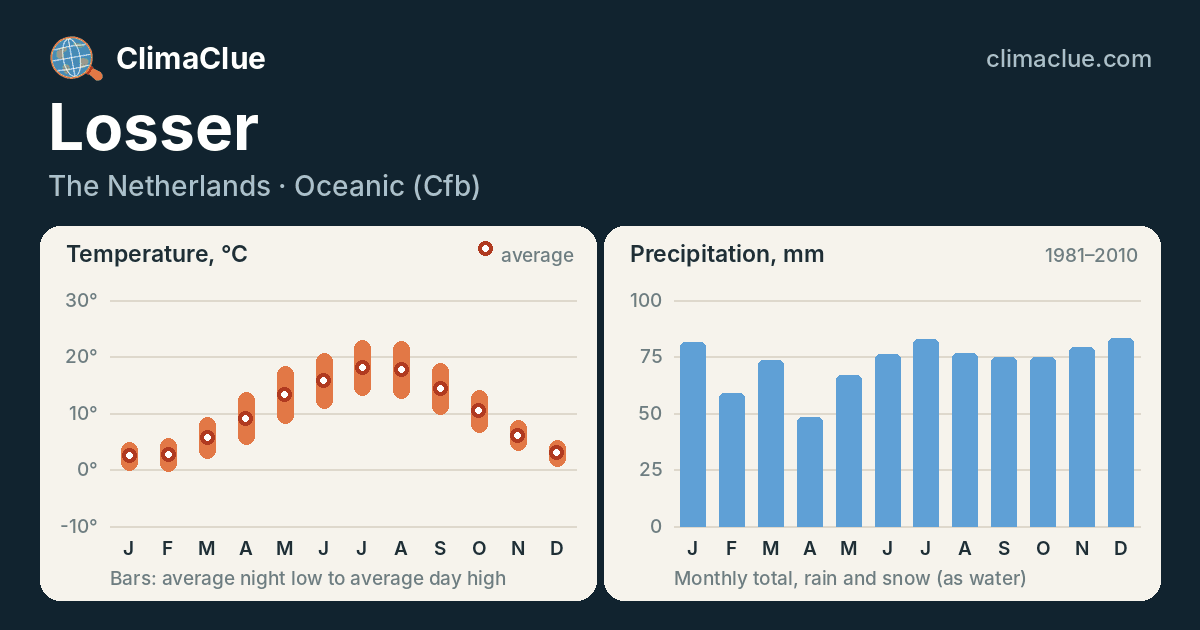 ClimaClue
climaclue.com
Losser
The Netherlands · Oceanic (Cfb)
Temperature, °C
average
30°
20°
10°
0°
-10°
J F M A M J J A S O N D
Bars: average night low to average day high
Precipitation, mm
1981–2010
100
75
50
25
0
J F M A M J J A S O N D
Monthly total, rain and snow (as water)